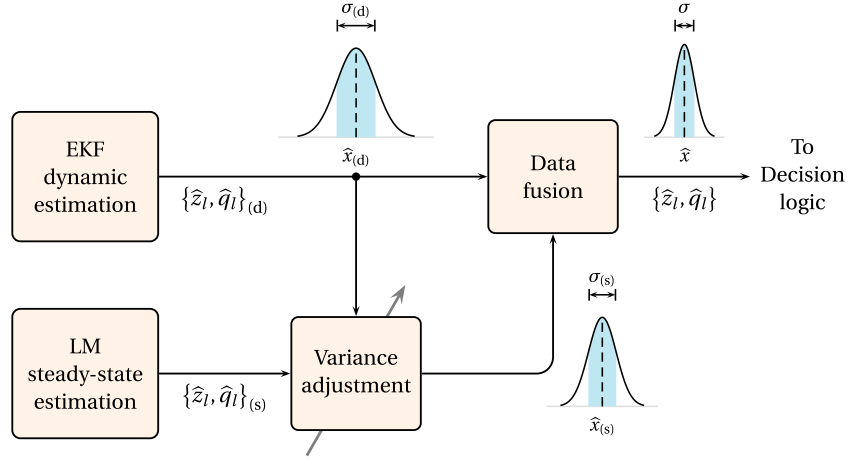 σ(d)
σ
EKF
dynamic
estimation
x̂(d)
{ẑl, q̂l}(d)
Data
fusion
x̂
{ẑl, q̂l}
To
Decision
logic
σ(s)
LM
steady-state
estimation
{ẑl, q̂l}(s)
Variance
adjustment
x̂(s)